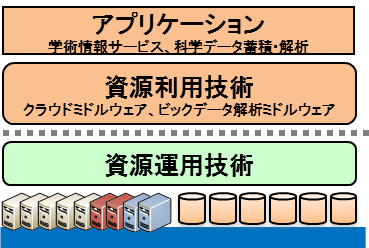 アプリケーション
学術情報サービス、科学データ蓄積・解析
資源利用技術
クラウドミドルウェア、ビックデータ解析ミドルウェア
資源運用技術